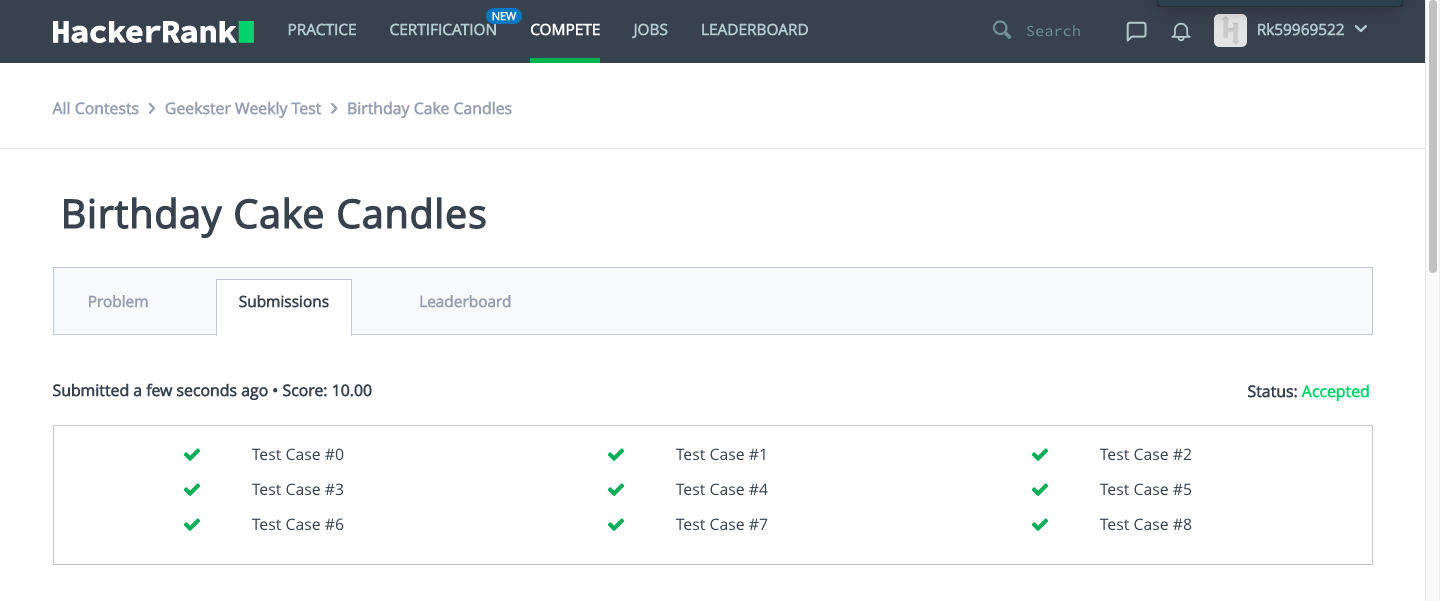 HackerRank PRACTICE CERTIFICATION NEW COMPETE JOBS LEADERBOARD Search Rk59969522
All Contests > Geekster Weekly Test > Birthday Cake Candles
Birthday Cake Candles
Problem Submissions Leaderboard
Submitted a few seconds ago • Score: 10.00 Status: Accepted
Test Case #0 Test Case #1 Test Case #2
Test Case #3 Test Case #4 Test Case #5
Test Case #6 Test Case #7 Test Case #8